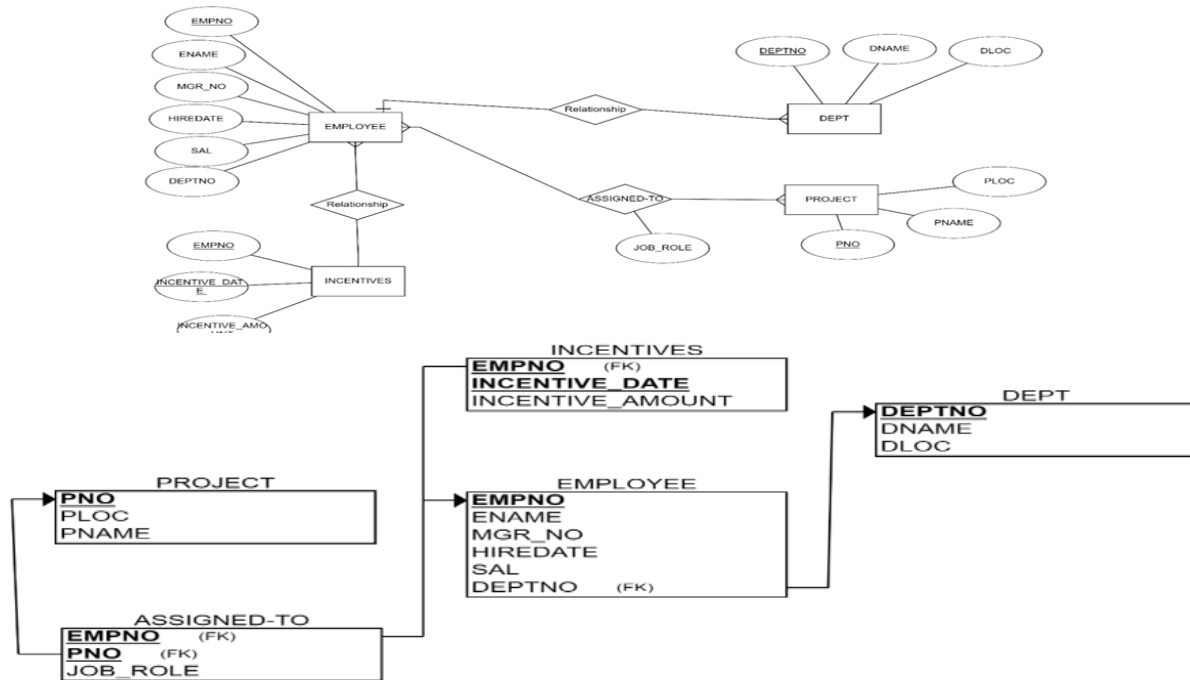 EMPNO
ENAME
MGR_NO
HIREDATE
SAL
DEPTNO
EMPLOYEE
Relationship
DEPTNO
DNAME
DLOC
DEPT
ASSIGNED-TO
JOB_ROLE
PROJECT
PLOC
PNAME
PNO
Relationship
EMPNO
INCENTIVE_DAT
E
INCENTIVE_AMO
INCENTIVES
INCENTIVES
EMPNO (FK)
INCENTIVE_DATE
INCENTIVE_AMOUNT
DEPT
DEPTNO
DNAME
DLOC
PROJECT
PNO
PLOC
PNAME
EMPLOYEE
EMPNO
ENAME
MGR_NO
HIREDATE
SAL
DEPTNO (FK)
ASSIGNED-TO
EMPNO (FK)
PNO (FK)
JOB_ROLE